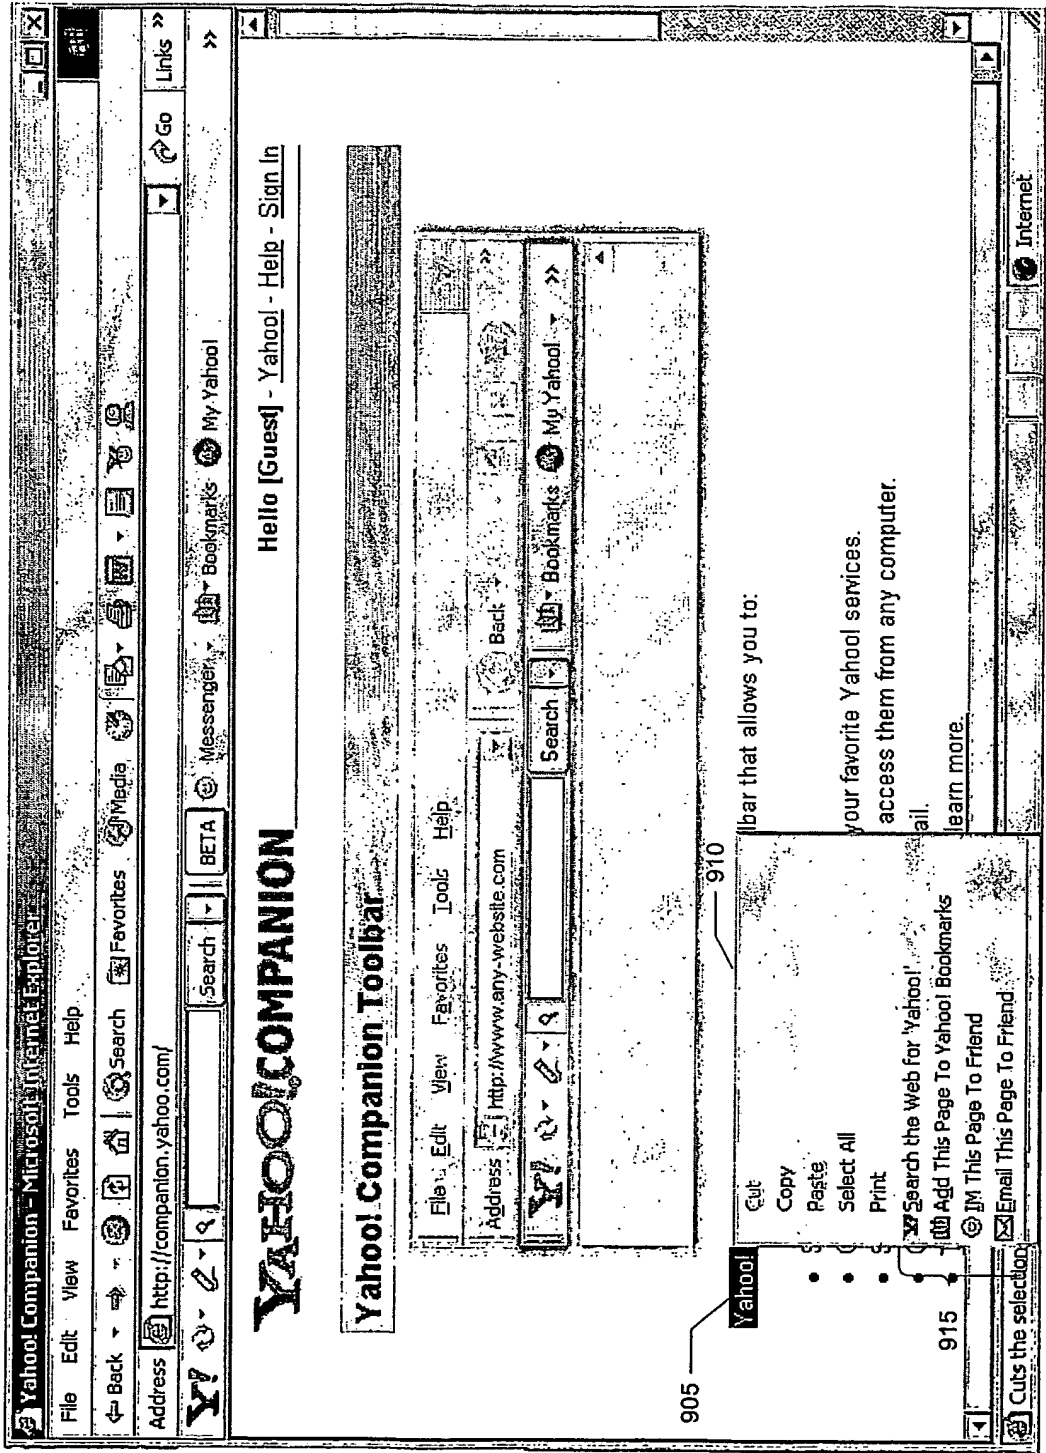 Yahoo! Companion - Microsoft Internet Explorer
File Edit View Favorites Tools Help
Back Search Favorites Media
Address http://companion.yahoo.com/ Go Links »
Y! Search BETA Messenger Bookmarks My Yahoo! »
YAHOO! COMPANION
Hello [Guest] - Yahoo! - Help - Sign In
Yahoo! Companion Toolbar
File Edit View Favorites Tools Help
Address http://www.any-website.com Back »
Y! Search Bookmarks My Yahoo! »
905
910
Yahoo! lbar that allows you to:
Cut
Copy
Paste
Select All
Print
Search the Web For 'Yahoo!'
Add This Page To Yahoo! Bookmarks
IM This Page To Friend
Email This Page To Friend
your favorite Yahoo! services.
access them from any computer.
ail.
learn more.
915
Cuts the selection Internet